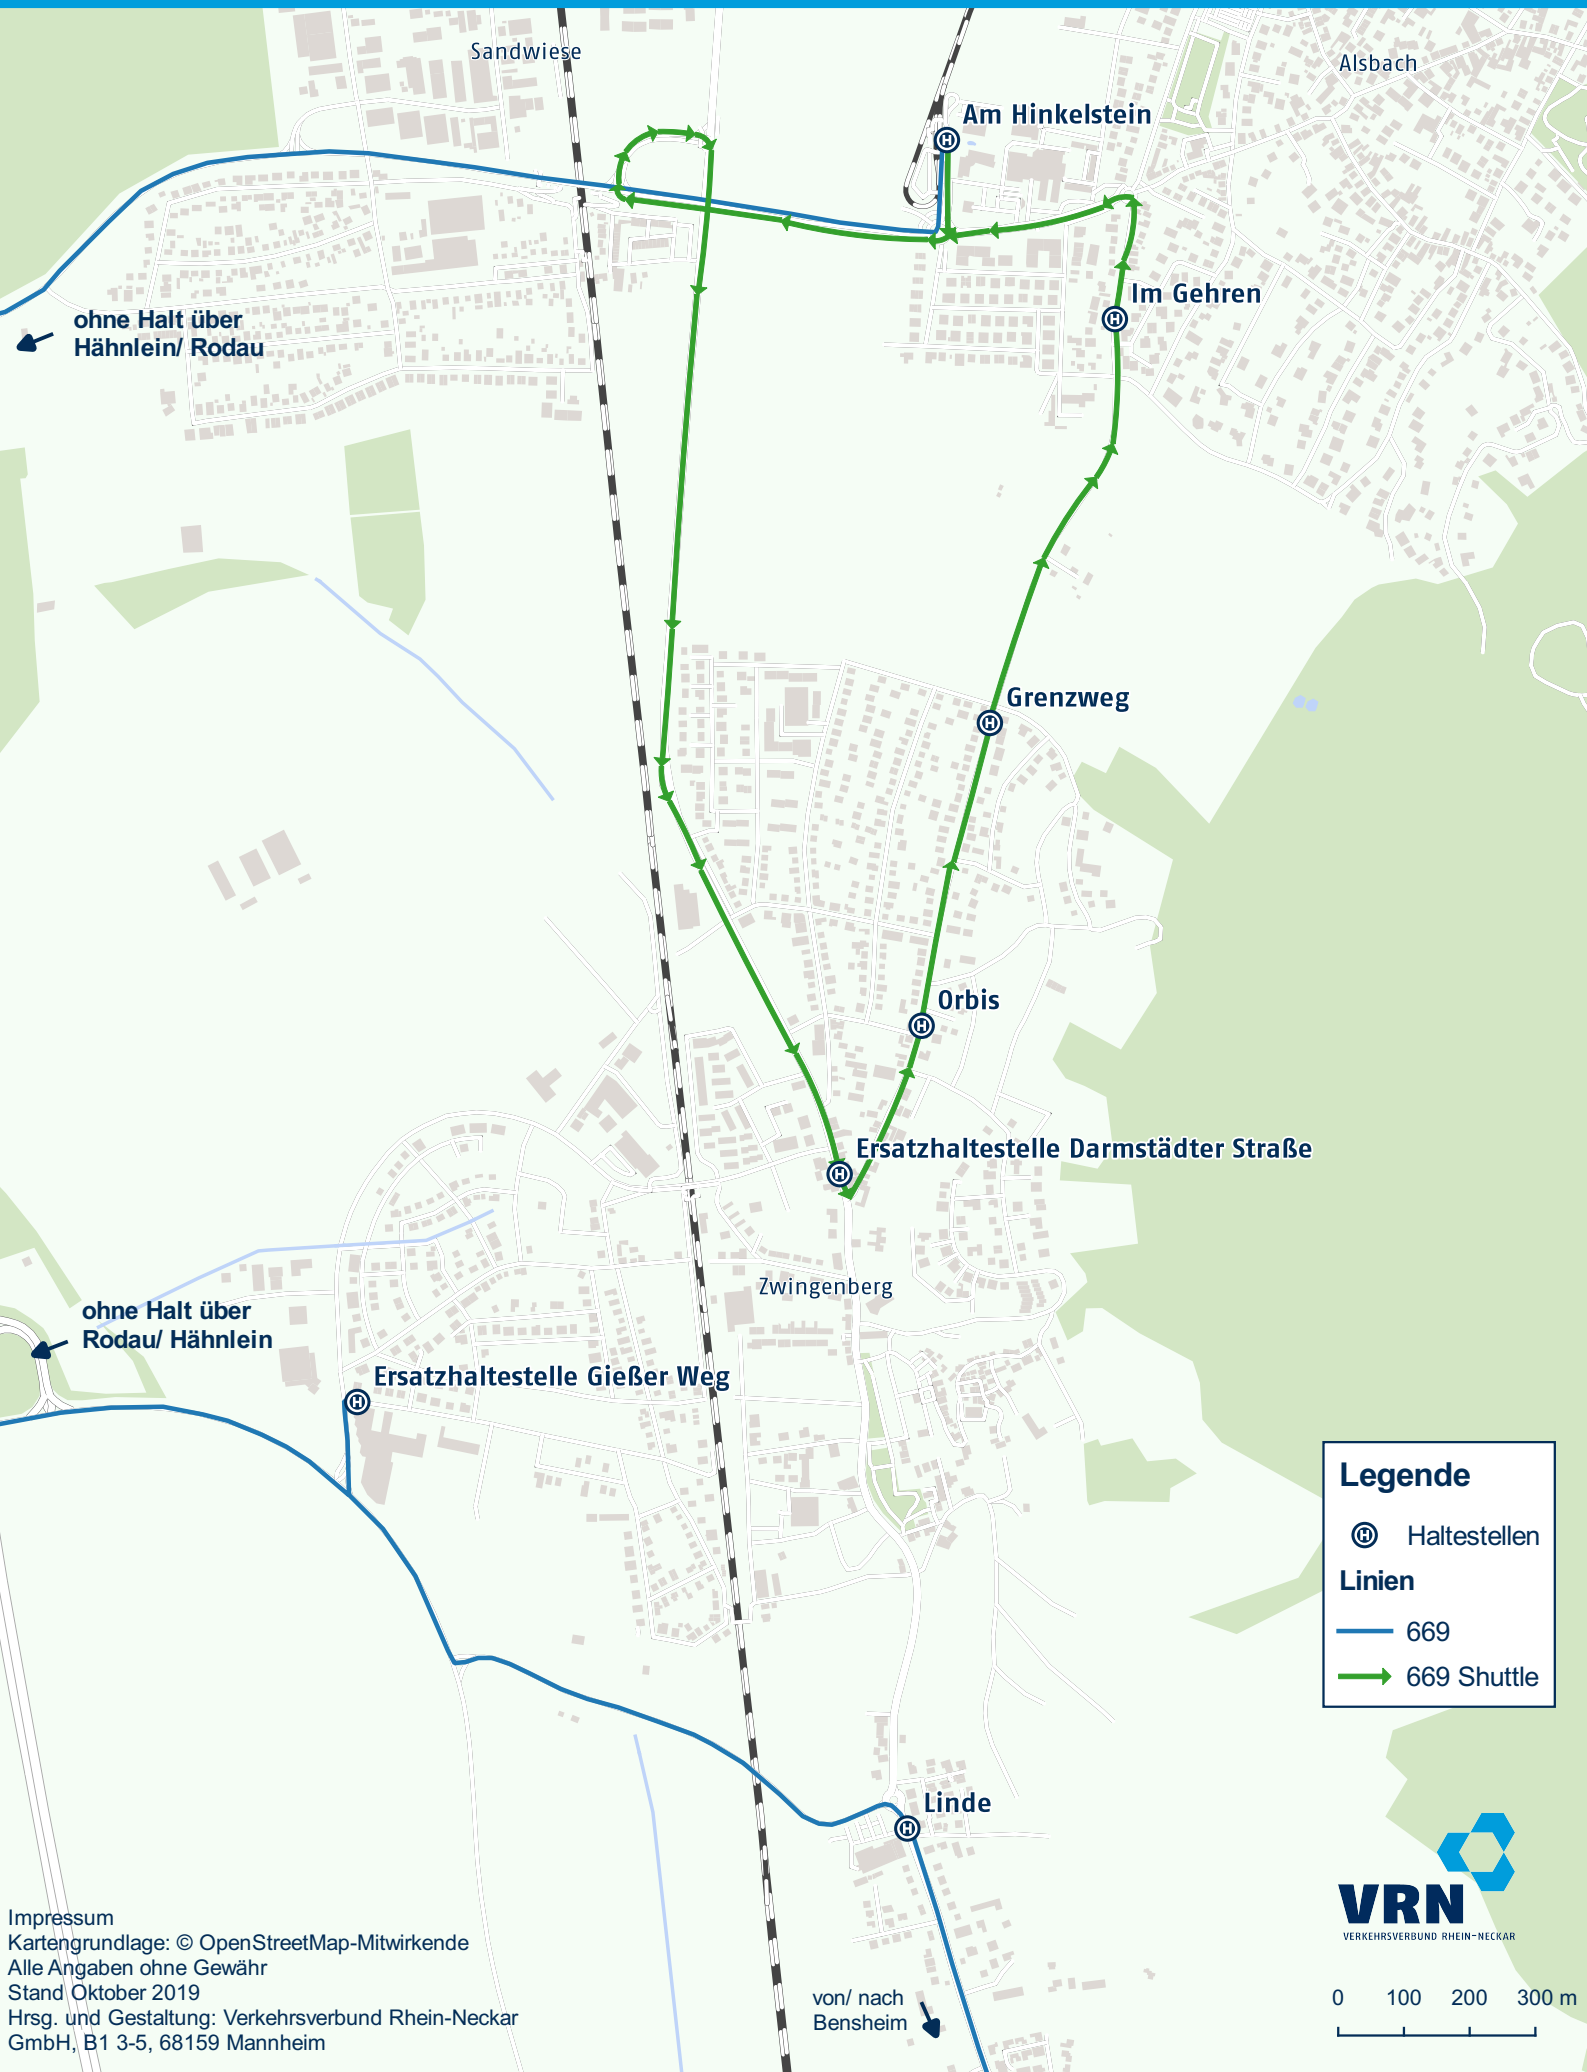 Sandwiese
Alsbach
Am Hinkelstein
Im Gehren
ohne Halt über
Hähnlein/ Rodau
Grenzweg
Orbis
Ersatzhaltestelle Darmstädter Straße
Zwingenberg
ohne Halt über
Rodau/ Hähnlein
Ersatzhaltestelle Gießer Weg
Legende
H Haltestellen
Linien
669
669 Shuttle
Linde
VRN
VERKEHRSVERBUND RHEIN-NECKAR
von/ nach
Bensheim
0 100 200 300 m
Impressum
Kartengrundlage: © OpenStreetMap-Mitwirkende
Alle Angaben ohne Gewähr
Stand Oktober 2019
Hrsg. und Gestaltung: Verkehrsverbund Rhein-Neckar
GmbH, B1 3-5, 68159 Mannheim